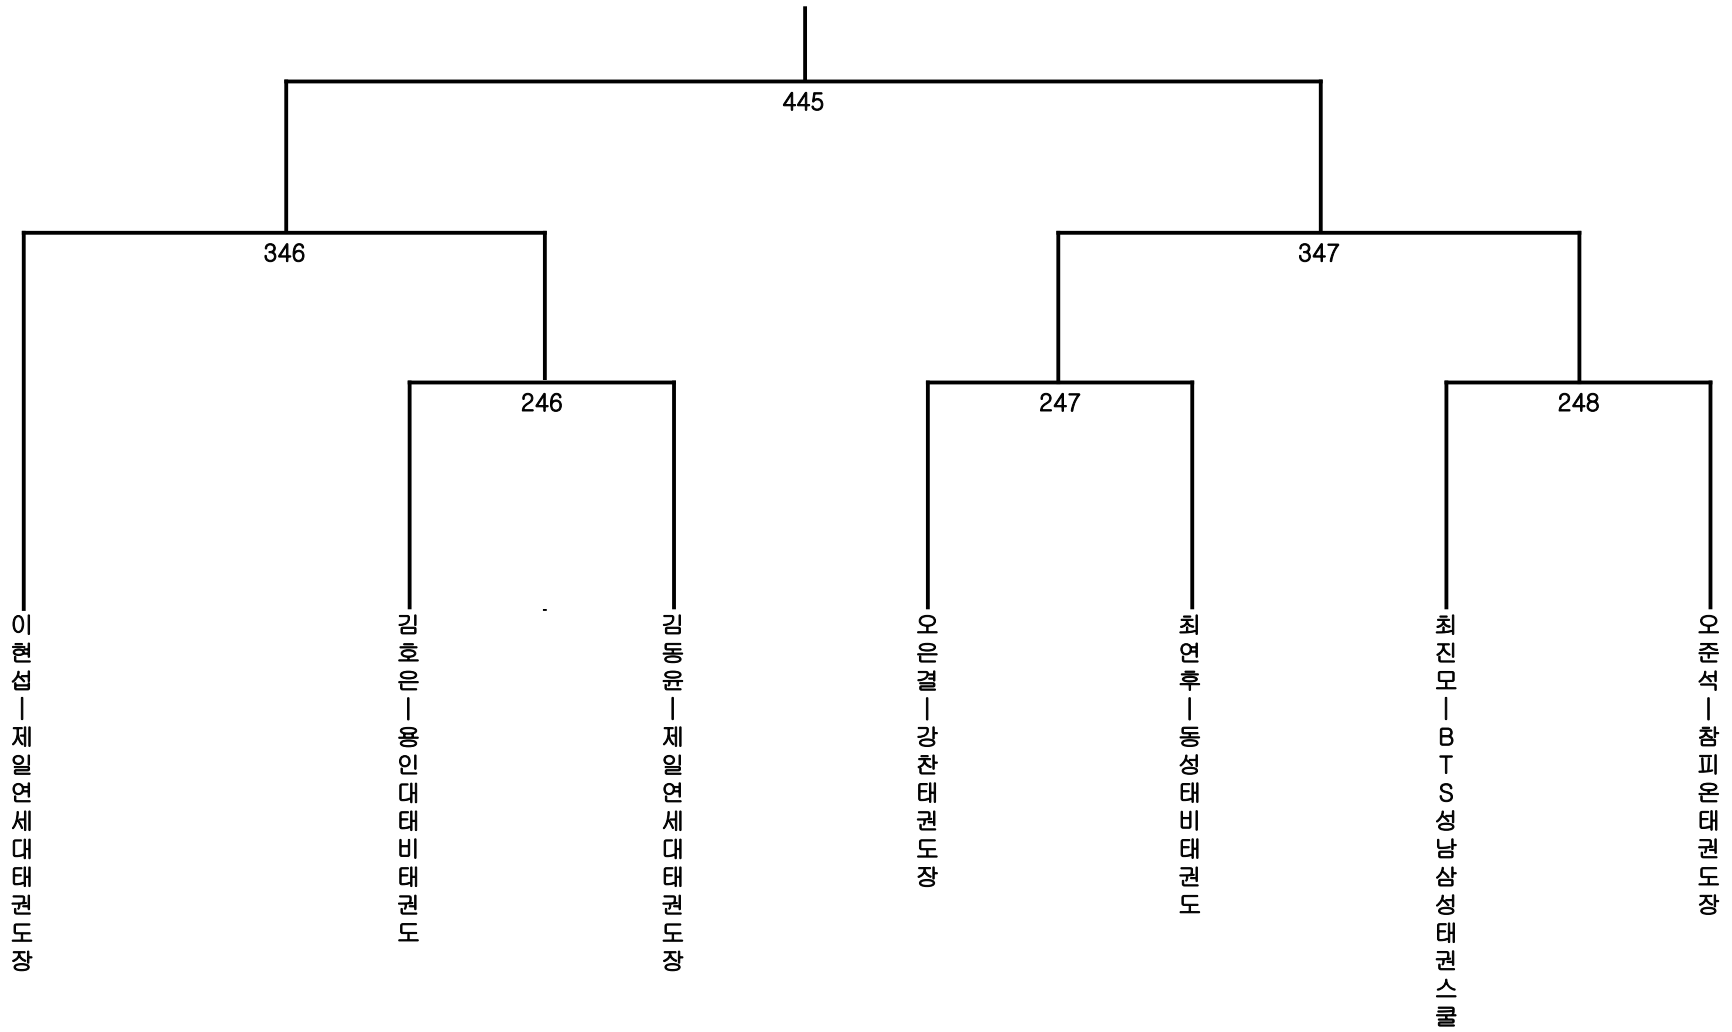 445
346
347
246
247
248
이현섭-제일연세대태권도장
김호은-용인대태비태권도
김동윤-제일연세대태권도장
오은결-강찬태권도장
최연후-동성태비태권도
최진모-BTS성남삼성태권스쿨
오준석-참피온태권도장